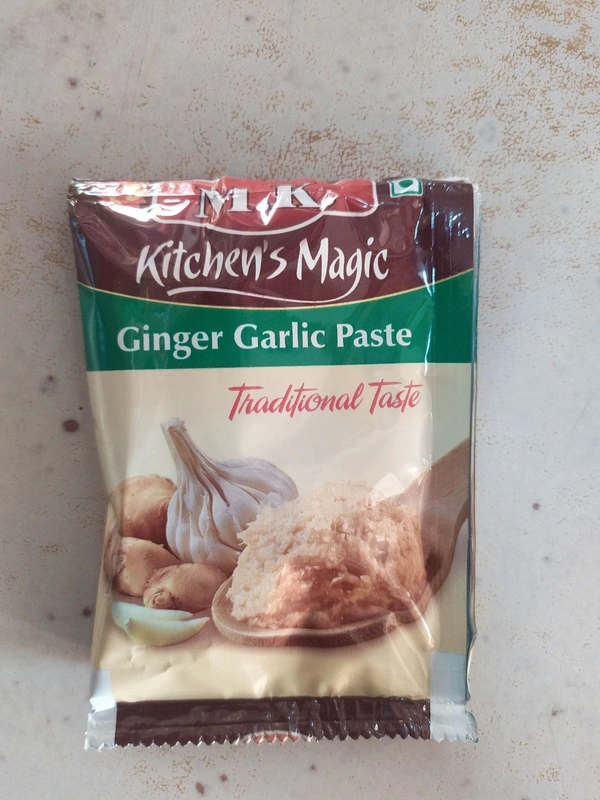 M.K.
Kitchen's Magic
Ginger Garlic Paste
Traditional Taste